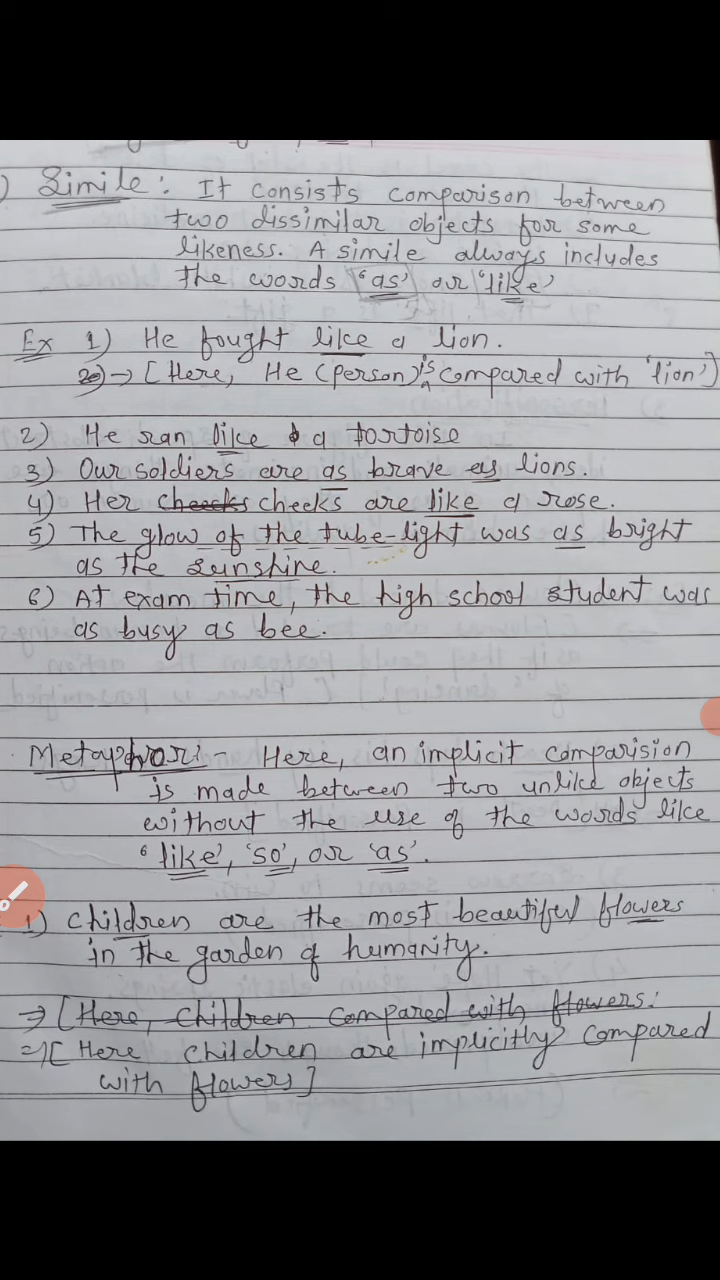 ) Simile: It consists comparison between
two dissimilar objects for some
likeness. A simile always includes
the words 'as' or 'like'
Ex 1) He fought like a lion.
→ [Here, He (person) is compared with 'lion']
2) He ran like a tortoise
3) Our soldiers are as brave as lions.
4) Her cheecks checks are like a rose.
5) The glow of the tube-light was as bright
as the sunshine.
6) At exam time, the high school student was
as busy as bee.
Metaphor:- Here, an implicit comparision
is made between two unlike objects
without the use of the words like
'like', 'so', or 'as'.
1) Children are the most beautiful flowers
in the garden of humanity.
→ [Here, Children compared with flowers.
⇒ [Here children are implicitly compared
with flowers]